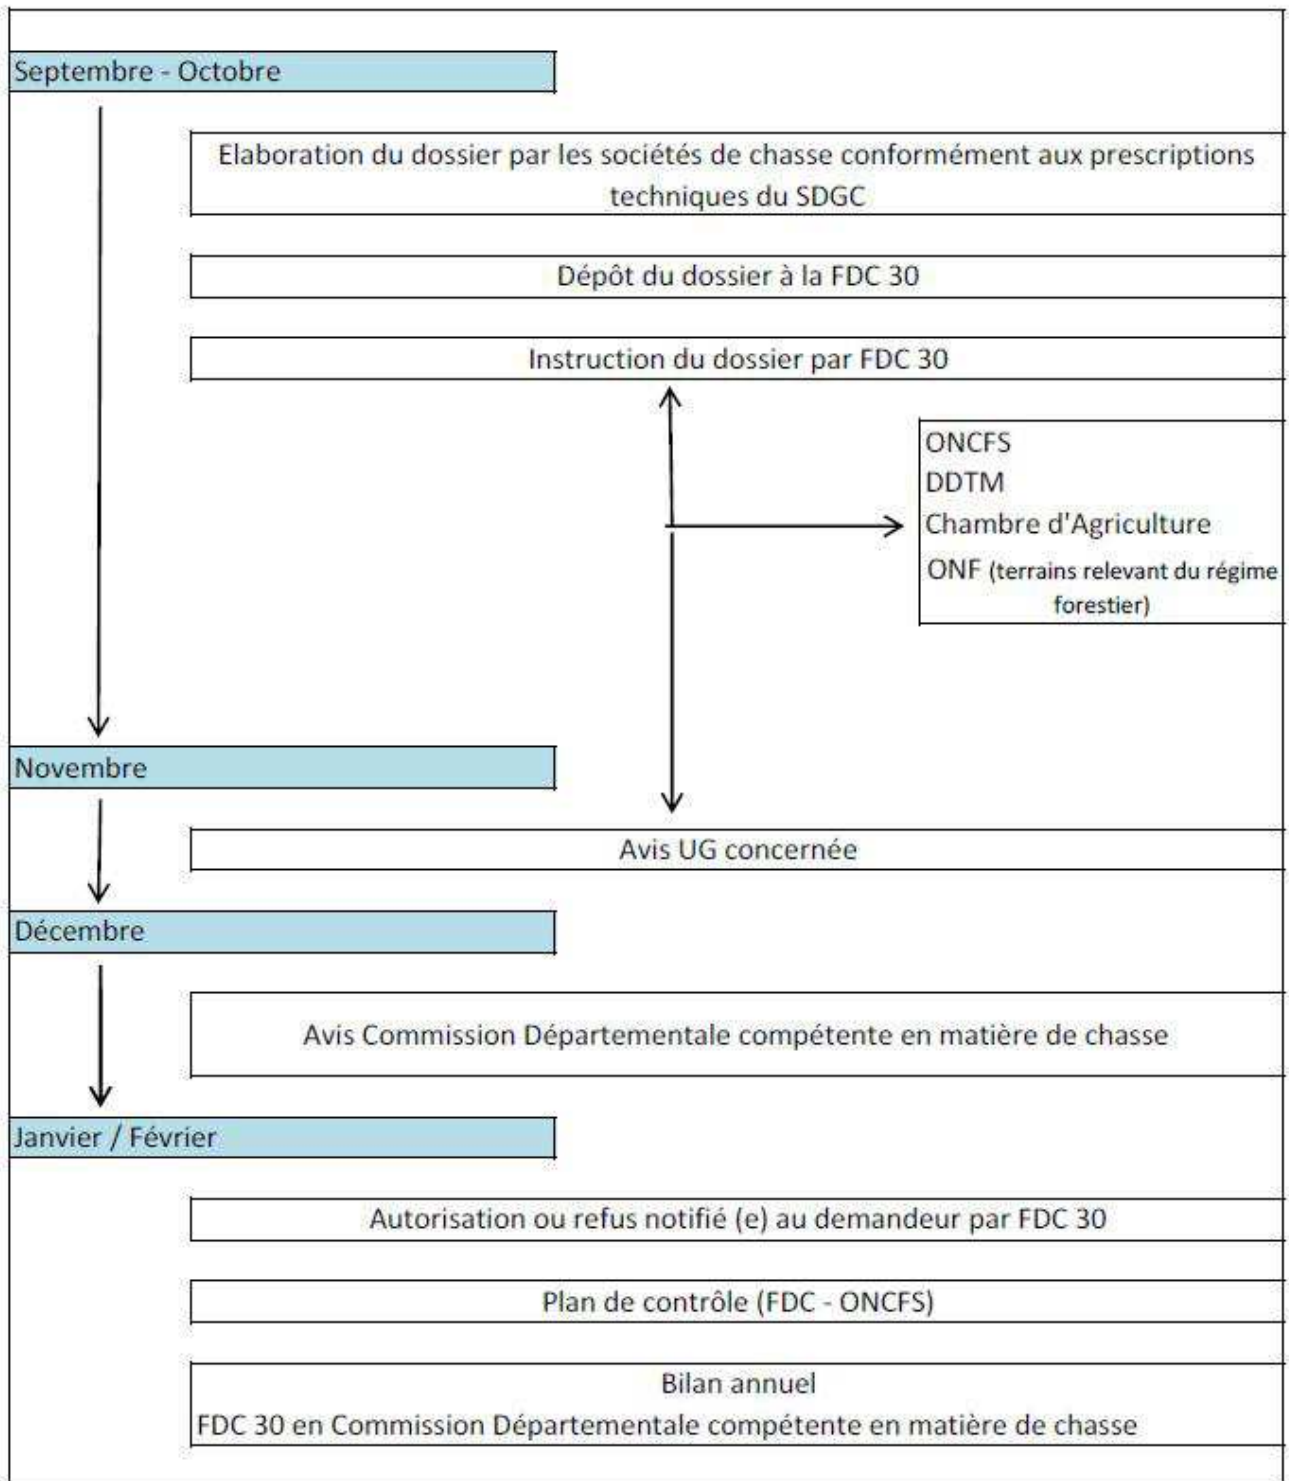 Septembre - Octobre
Elaboration du dossier par les sociétés de chasse conformément aux prescriptions
techniques du SDGC
Dépôt du dossier à la FDC 30
Instruction du dossier par FDC 30
ONCFS
DDTM
Chambre d'Agriculture
ONF (terrains relevant du régime
forestier)
Novembre
Avis UG concernée
Décembre
Avis Commission Départementale compétente en matière de chasse
Janvier / Février
Autorisation ou refus notifié (e) au demandeur par FDC 30
Plan de contrôle (FDC - ONCFS)
Bilan annuel
FDC 30 en Commission Départementale compétente en matière de chasse